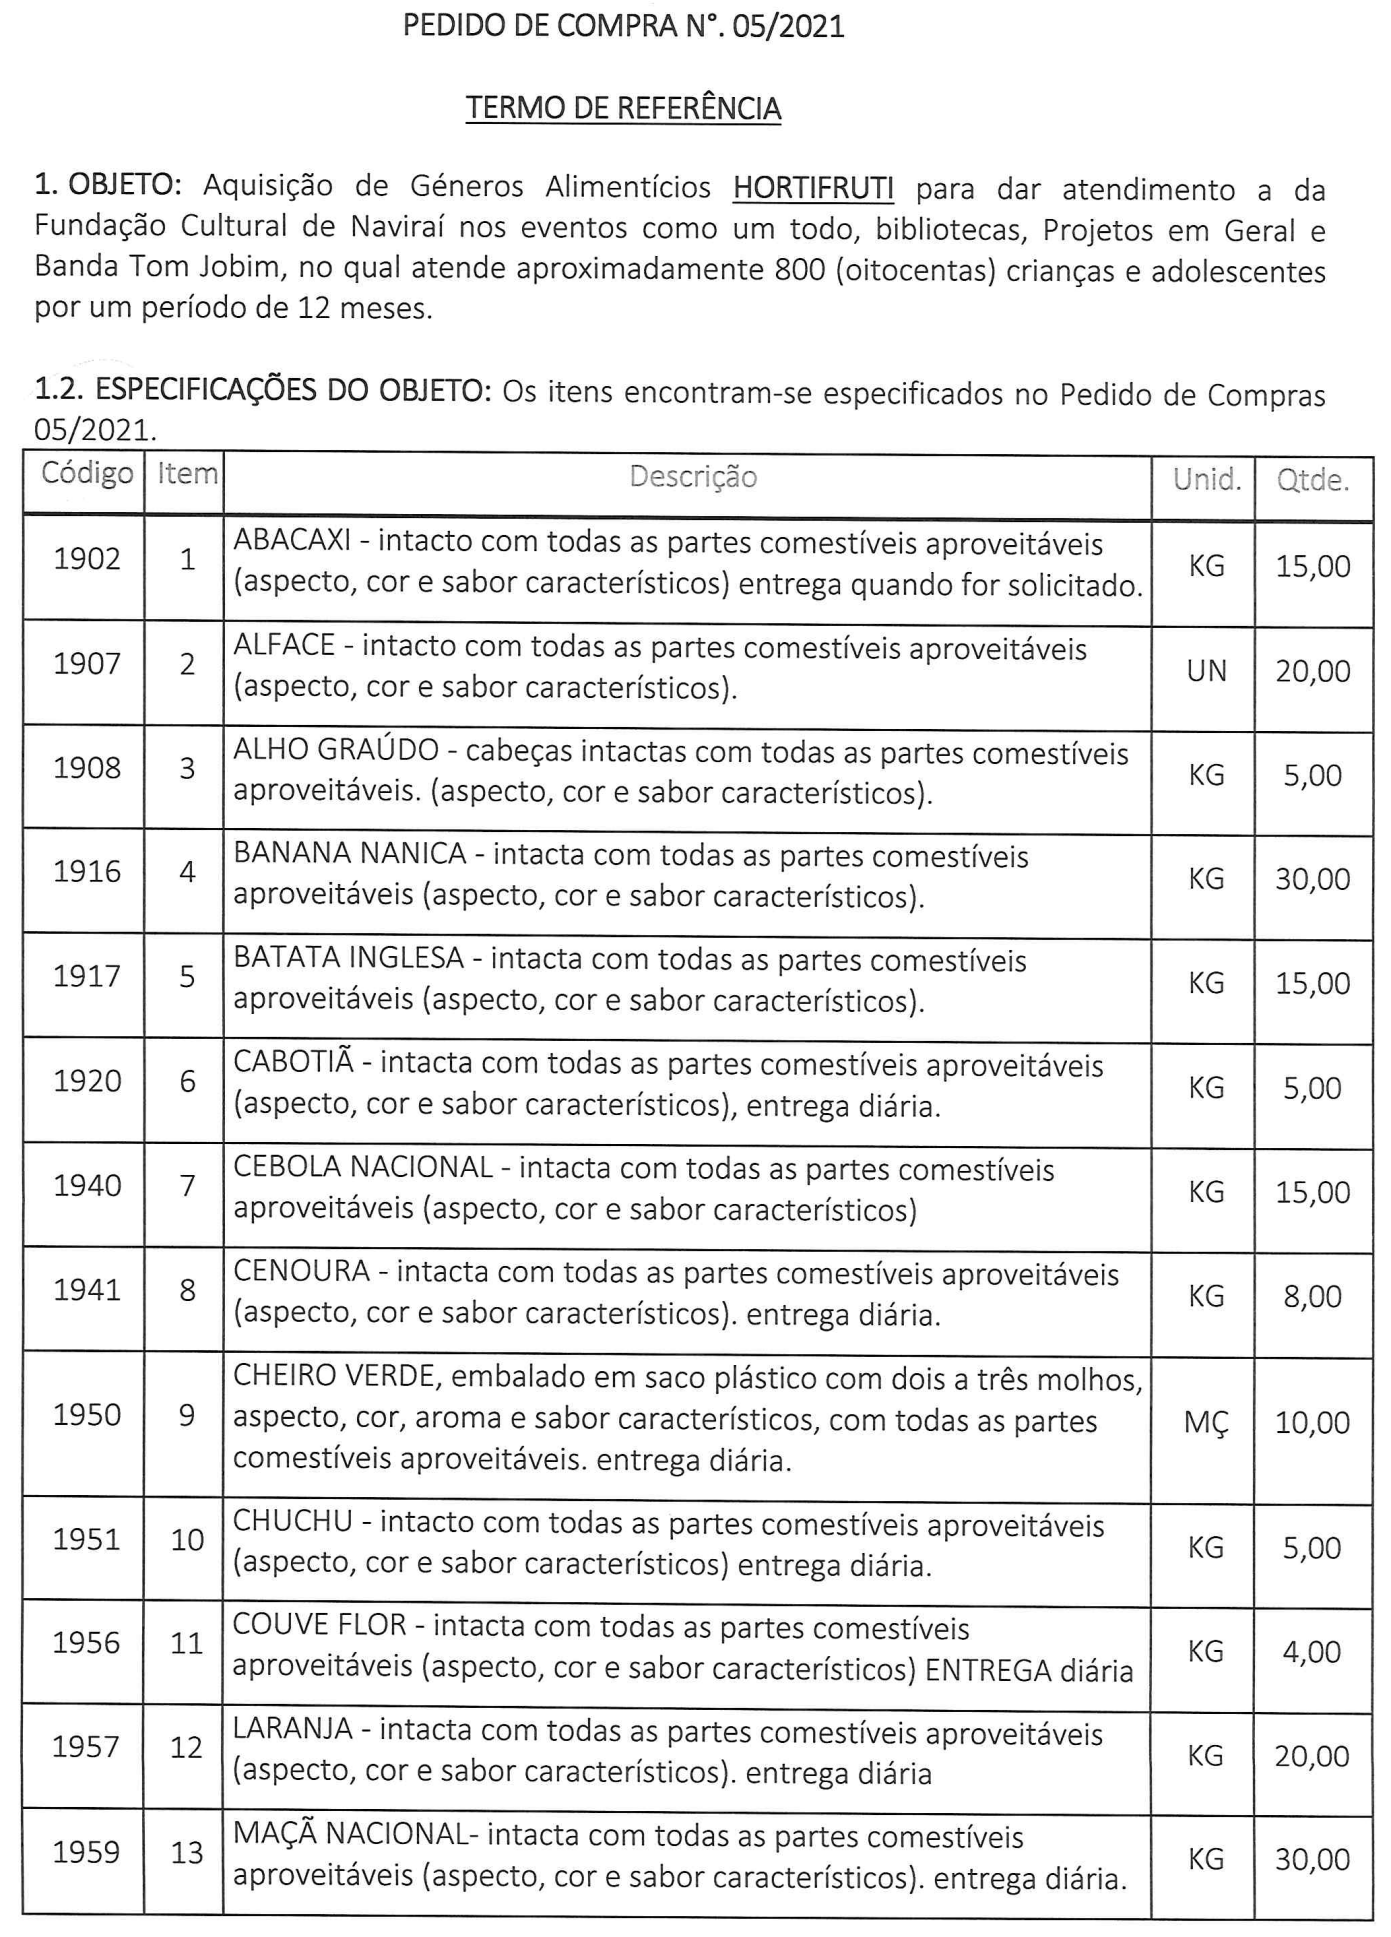 PEDIDO DE COMPRA N°. 05/2021
TERMO DE REFERÊNCIA
1. OBJETO: Aquisição de Géneros Alimentícios HORTIFRUTI para dar atendimento a da
Fundação Cultural de Naviraí nos eventos como um todo, bibliotecas, Projetos em Geral e
Banda Tom Jobim, no qual atende aproximadamente 800 (oitocentas) crianças e adolescentes
por um período de 12 meses.
1.2. ESPECIFICAÇÕES DO OBJETO: Os itens encontram-se especificados no Pedido de Compras
05/2021.
Código Item Descrição Unid. Qtde.
1902 1 ABACAXI - intacto com todas as partes comestíveis aproveitáveis
(aspecto, cor e sabor característicos) entrega quando for solicitado. KG 15,00
1907 2 ALFACE - intacto com todas as partes comestíveis aproveitáveis
(aspecto, cor e sabor característicos). UN 20,00
1908 3 ALHO GRAÚDO - cabeças intactas com todas as partes comestíveis
aproveitáveis. (aspecto, cor e sabor característicos). KG 5,00
1916 4 BANANA NANICA - intacta com todas as partes comestíveis
aproveitáveis (aspecto, cor e sabor característicos). KG 30,00
1917 5 BATATA INGLESA - intacta com todas as partes comestíveis
aproveitáveis (aspecto, cor e sabor característicos). KG 15,00
1920 6 CABOTIÃ - intacta com todas as partes comestíveis aproveitáveis
(aspecto, cor e sabor característicos), entrega diária. KG 5,00
1940 7 CEBOLA NACIONAL - intacta com todas as partes comestíveis
aproveitáveis (aspecto, cor e sabor característicos) KG 15,00
1941 8 CENOURA - intacta com todas as partes comestíveis aproveitáveis
(aspecto, cor e sabor característicos). entrega diária. KG 8,00
CHEIRO VERDE, embalado em saco plástico com dois a três molhos,
1950 9 aspecto, cor, aroma e sabor característicos, com todas as partes MÇ 10,00
comestíveis aproveitáveis. entrega diária.
1951 10 CHUCHU - intacto com todas as partes comestíveis aproveitáveis
(aspecto, cor e sabor característicos) entrega diária. KG 5,00
1956 11 COUVE FLOR - intacta com todas as partes comestíveis
aproveitáveis (aspecto, cor e sabor característicos) ENTREGA diária KG 4,00
1957 12 LARANJA - intacta com todas as partes comestíveis aproveitáveis
(aspecto, cor e sabor característicos). entrega diária KG 20,00
1959 13 MAÇÃ NACIONAL- intacta com todas as partes comestíveis
aproveitáveis (aspecto, cor e sabor característicos). entrega diária. KG 30,00